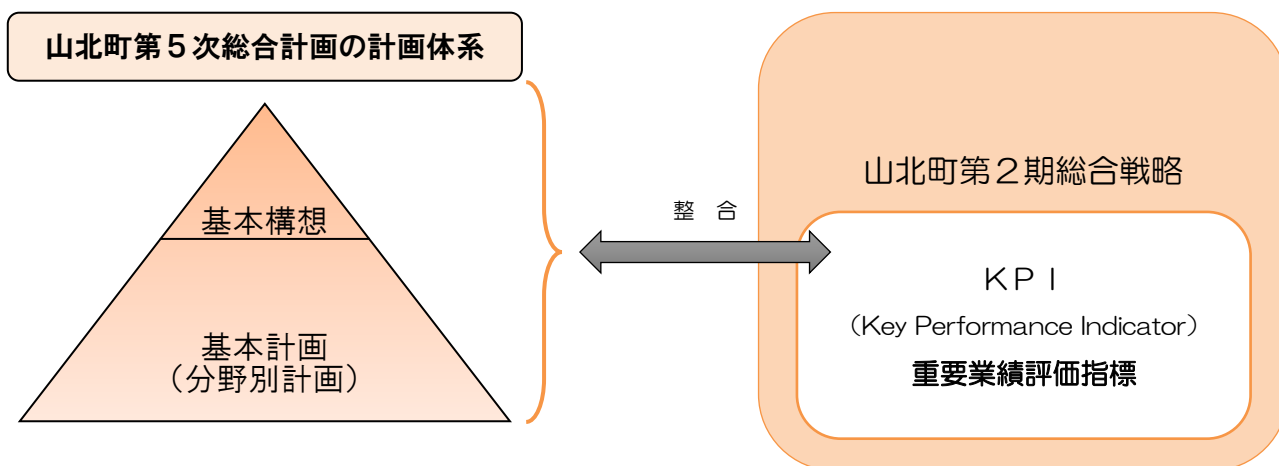 山北町第５次総合計画の計画体系
基本構想
基本計画
（分野別計画）
整　合
山北町第２期総合戦略
ＫＰＩ
（Key Performance Indicator）
重要業績評価指標